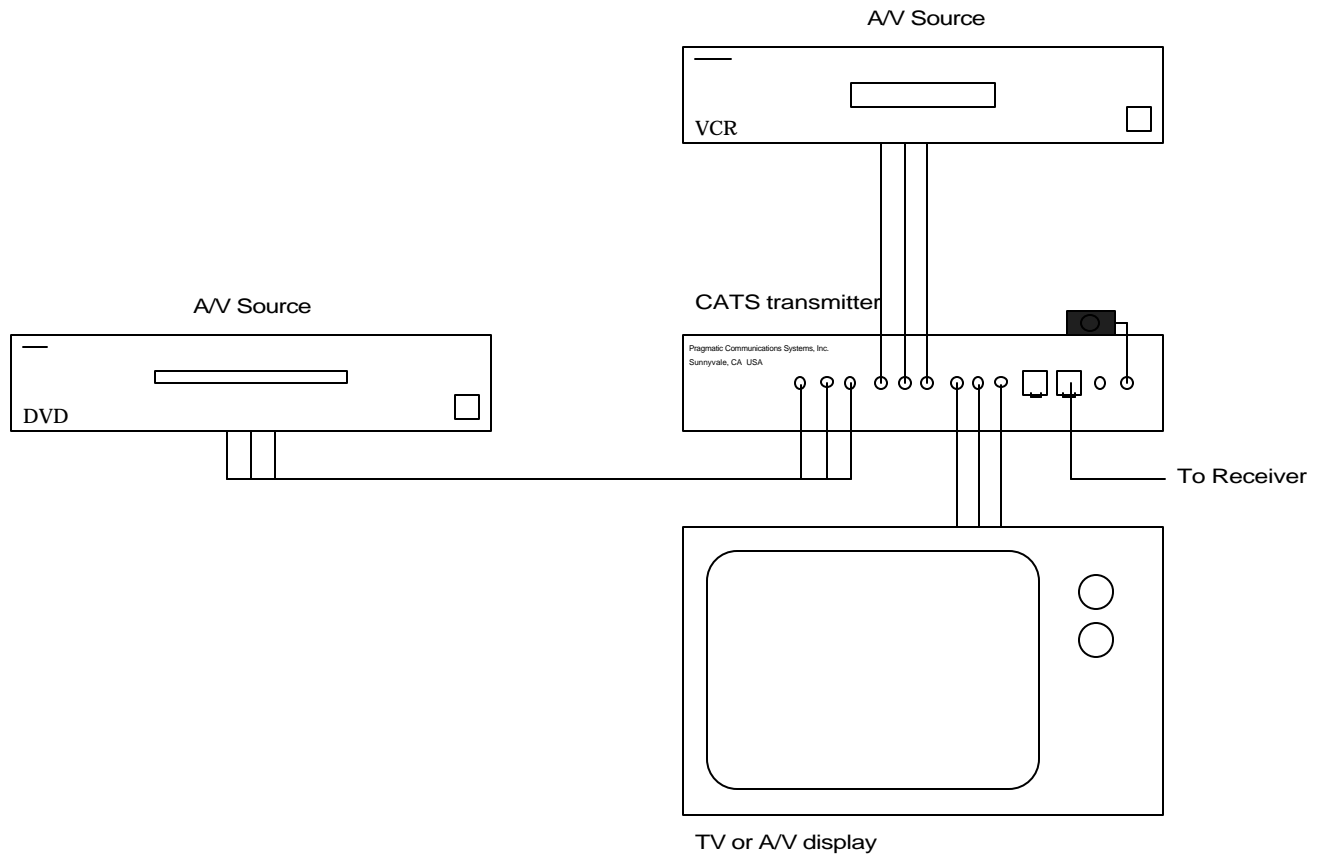 A/V Source
VCR
CATS transmitter
A/V Source
Pragmatic Communications Systems, Inc.
Sunnyvale, CA USA
DVD
To Receiver
TV or A/V display